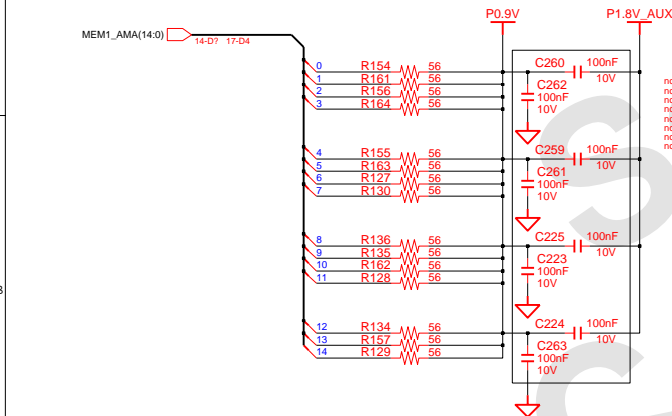 P0.9V P1.8V_AUX
MEM1_AMA(14:0) 14-D? 17-D4
0 R154 56 C260 100nF 10V
1 R161 56 C262
2 R156 56 100nF
3 R164 56 10V
4 R155 56 C259 100nF 10V
5 R163 56 C261
6 R127 56 100nF
7 R130 56 10V
8 R136 56 C225 100nF 10V
9 R135 56 C223
10 R162 56 100nF
11 R128 56 10V
12 R134 56 C224 100nF 10V
13 R157 56 C263
14 R129 56 100nF
10V